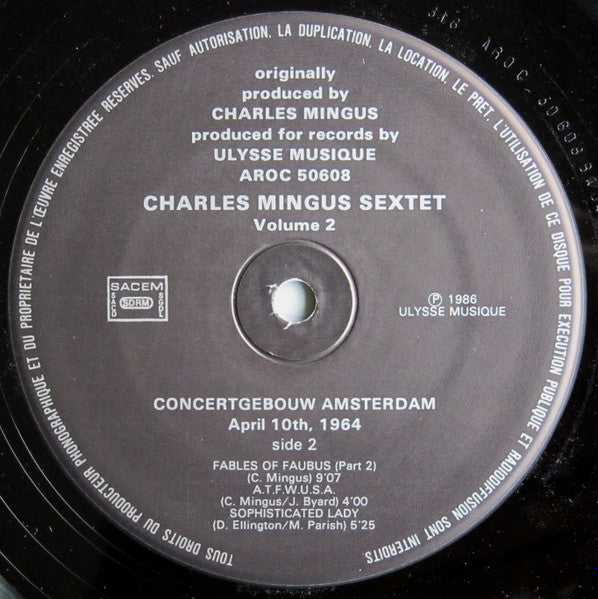 TOUS DROITS DU PRODUCTEUR PHONOGRAPHIQUE ET DU PROPRIETAIRE DE L'ŒUVRE ENREGISTREE RESERVES. SAUF AUTORISATION, LA DUPLICATION, LA LOCATION, LE PRET, L'UTILISATION DE CE DISQUE POUR EXECUTION PUBLIQUE ET RADIODIFFUSION SONT INTERDITS
originally
produced by
CHARLES MINGUS
produced for records by
ULYSSE MUSIQUE
AROC 50608
CHARLES MINGUS SEXTET
Volume 2
SACEM
SACD
SDRM
SGDL
Ⓟ 1986
ULYSSE MUSIQUE
CONCERTGEBOUW AMSTERDAM
April 10th, 1964
side 2
FABLES OF FAUBUS (Part 2)
(C. Mingus) 9'07
A.T.F.W.U.S.A.
(C. Mingus/J. Byard) 4'00
SOPHISTICATED LADY
(D. Ellington/M. Parish) 5'25